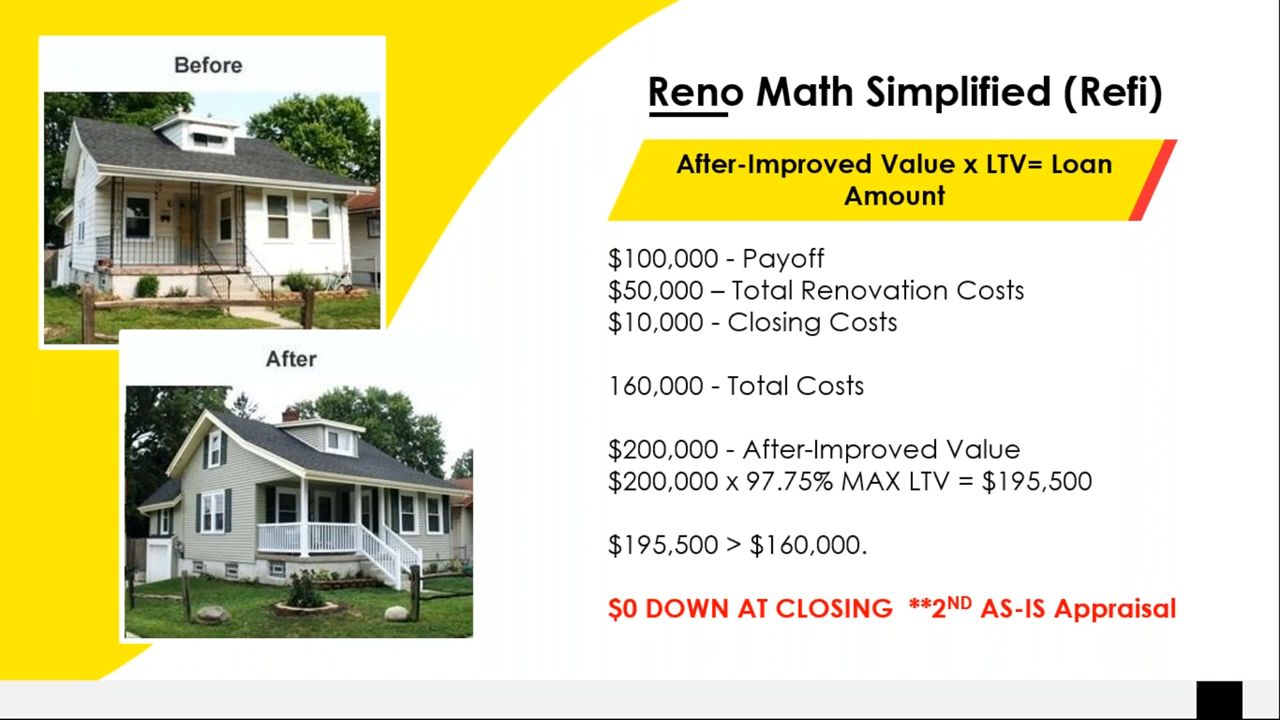 Before
After
Reno Math Simplified (Refi)
After-Improved Value x LTV= Loan
Amount
$100,000 - Payoff
$50,000 – Total Renovation Costs
$10,000 - Closing Costs
160,000 - Total Costs
$200,000 - After-Improved Value
$200,000 x 97.75% MAX LTV = $195,500
$195,500 > $160,000.
$0 DOWN AT CLOSING **2ND AS-IS Appraisal